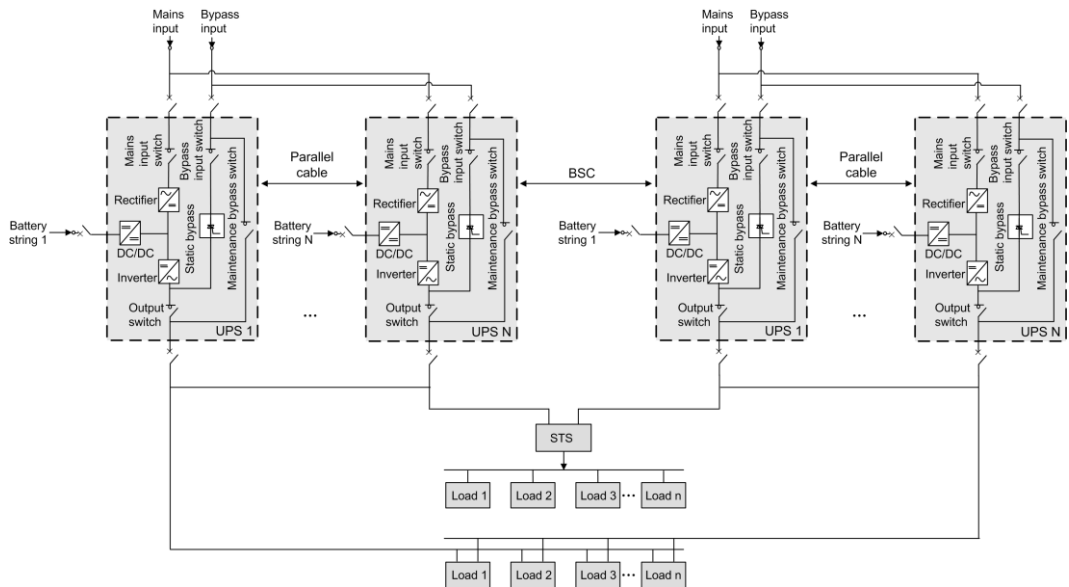 Mains
input
Bypass
input
Mains
input
Bypass
input
Mains
input
switch
Bypass
input switch
Rectifier
Battery
string 1
DC/DC
Static bypass
Maintenance bypass switch
Inverter
Output
switch
UPS 1
Parallel
cable
...
Mains
input
switch
Bypass
input switch
Rectifier
Battery
string N
DC/DC
Static bypass
Maintenance bypass switch
Inverter
Output
switch
UPS N
BSC
Mains
input
switch
Bypass
input switch
Rectifier
Battery
string 1
DC/DC
Static bypass
Maintenance bypass switch
Inverter
Output
switch
UPS 1
Parallel
cable
...
Mains
input
switch
Bypass
input switch
Rectifier
Battery
string N
DC/DC
Static bypass
Maintenance bypass switch
Inverter
Output
switch
UPS N
STS
Load 1 Load 2 Load 3 ... Load n
Load 1 Load 2 Load 3 ... Load n